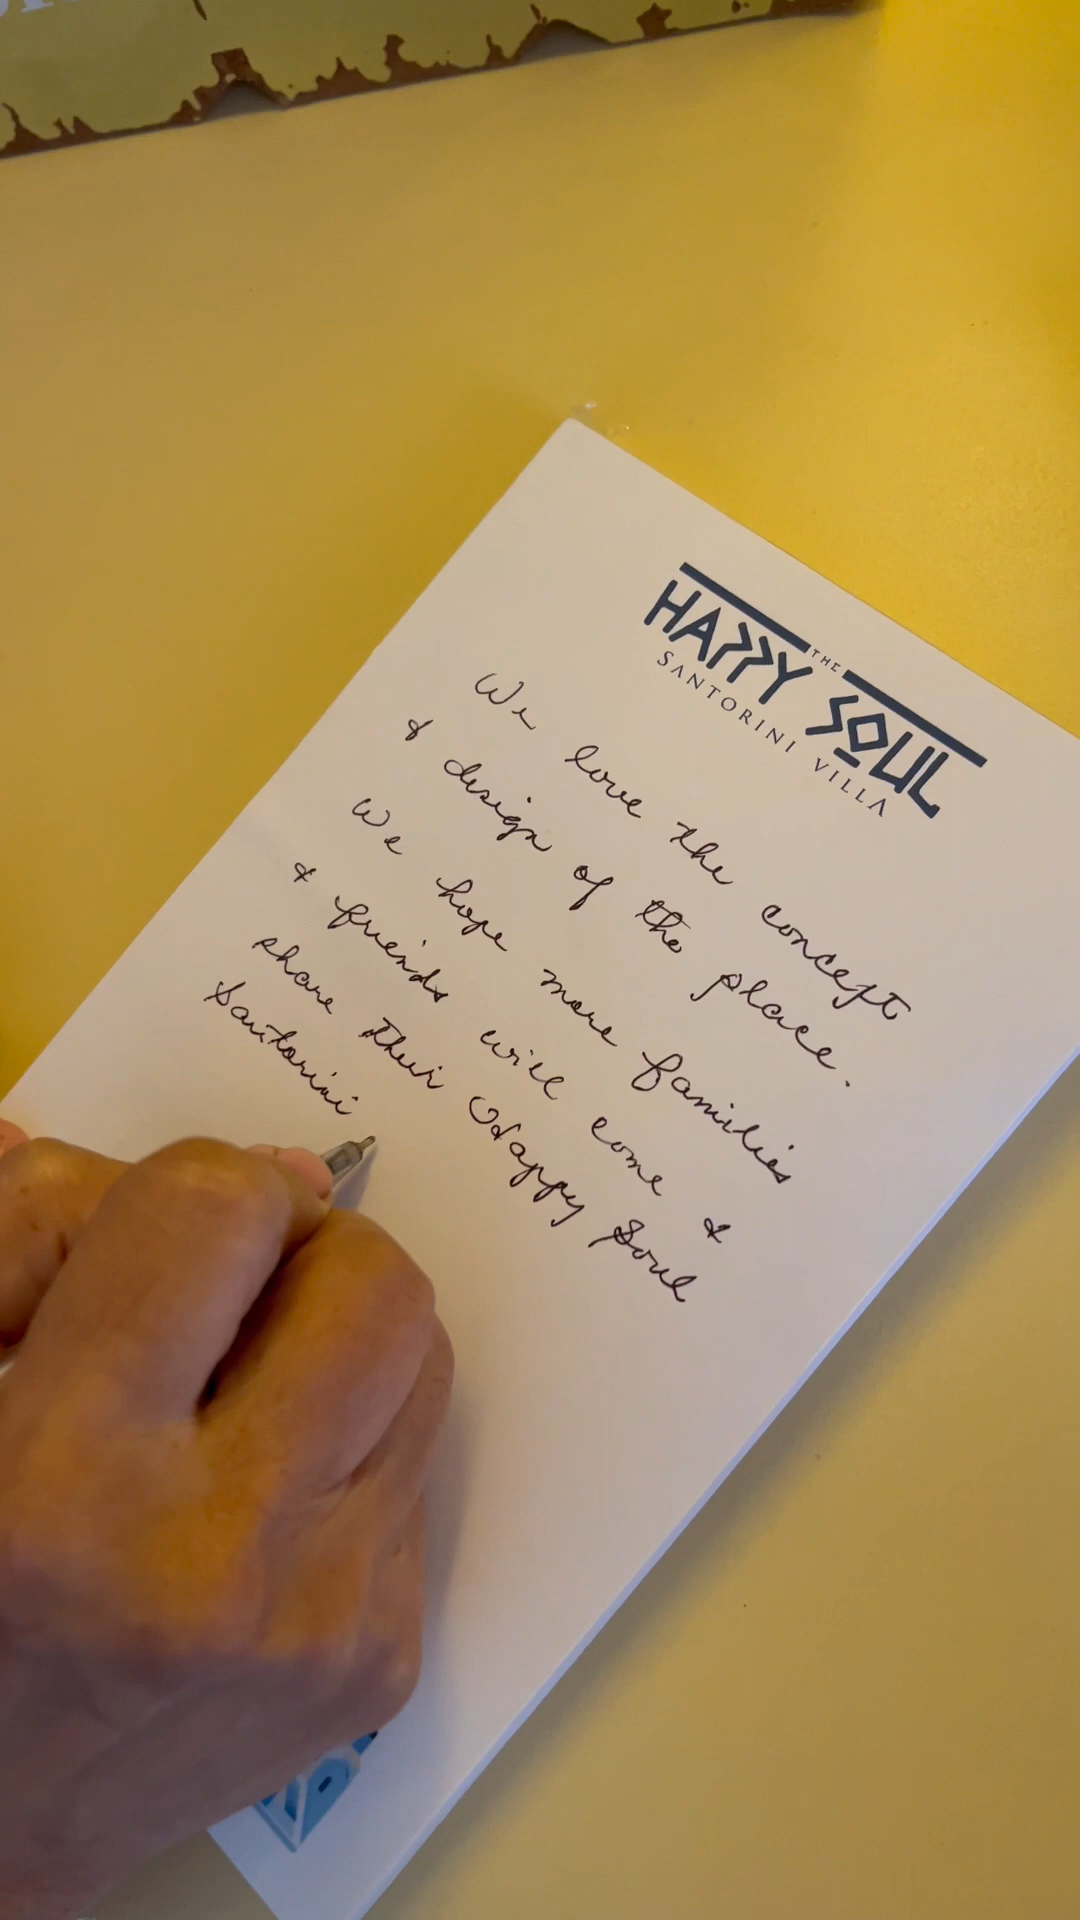 THE
HAPPY SOUL
SANTORINI VILLA
We love the concept
& design of the place.
We hope more families
& friends will come &
share their Happy Soul
Santorini